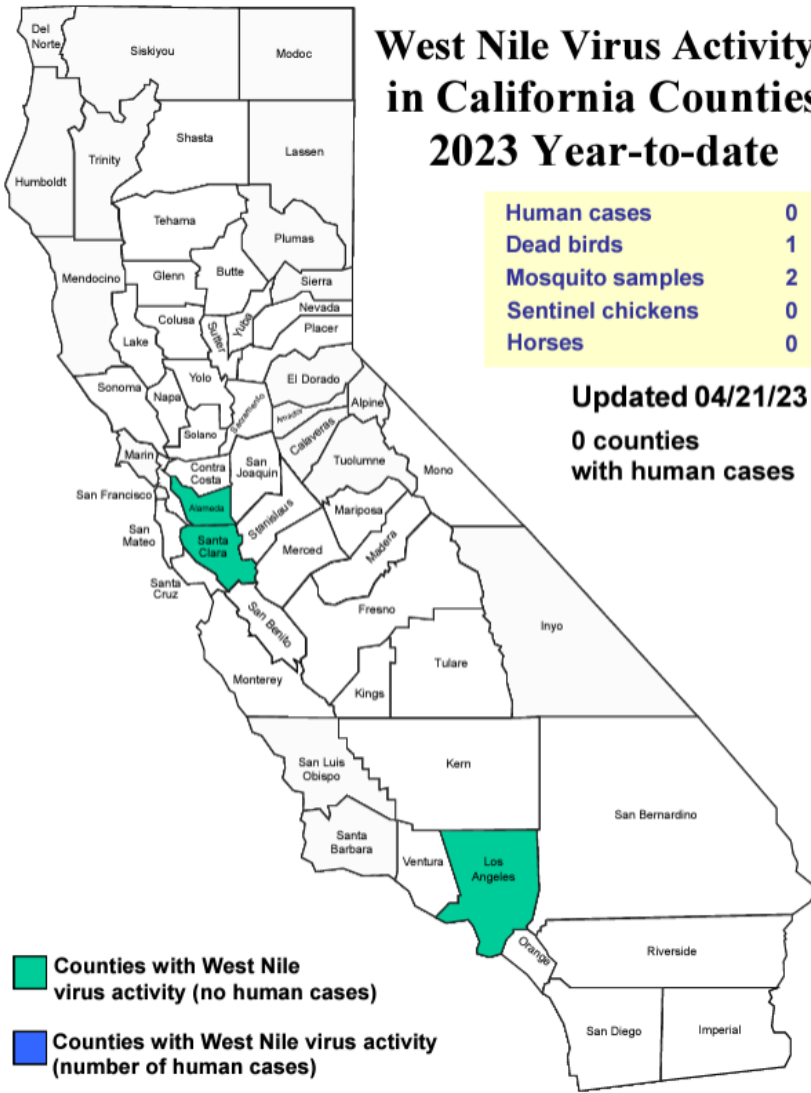 West Nile Virus Activity
in California Counties
2023 Year-to-date
Human cases 0
Dead birds 1
Mosquito samples 2
Sentinel chickens 0
Horses 0
Updated 04/21/23
0 counties
with human cases
Del
Norte
Siskiyou
Modoc
Shasta
Lassen
Trinity
Humboldt
Tehama
Plumas
Mendocino
Glenn
Butte
Sierra
Nevada
Colusa
Sutter
Yuba
Placer
Lake
Sonoma
Napa
Yolo
El Dorado
Sacramento
Amador
Alpine
Solano
Calaveras
Marin
Contra
Costa
San
Joaquin
Tuolumne
Mono
San Francisco
Alameda
Stanislaus
Mariposa
San
Mateo
Santa
Clara
Merced
Madera
Santa
Cruz
San Benito
Fresno
Inyo
Monterey
Kings
Tulare
San Luis
Obispo
Kern
San Bernardino
Santa
Barbara
Ventura
Los
Angeles
Orange
Riverside
San Diego
Imperial
Counties with West Nile
virus activity (no human cases)
Counties with West Nile virus activity
(number of human cases)